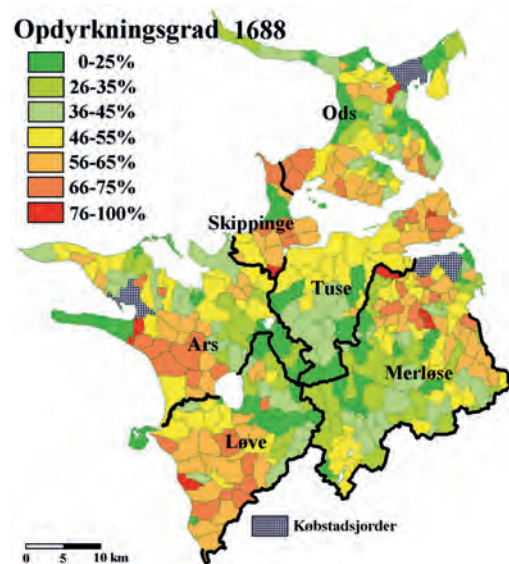 Opdyrkningsgrad 1688
0-25%
26-35%
36-45%
46-55%
56-65%
66-75%
76-100%
Ods
Skippinge
Tuse
Ars
Merløse
Løve
Købstadsjorder
0 5 10 km